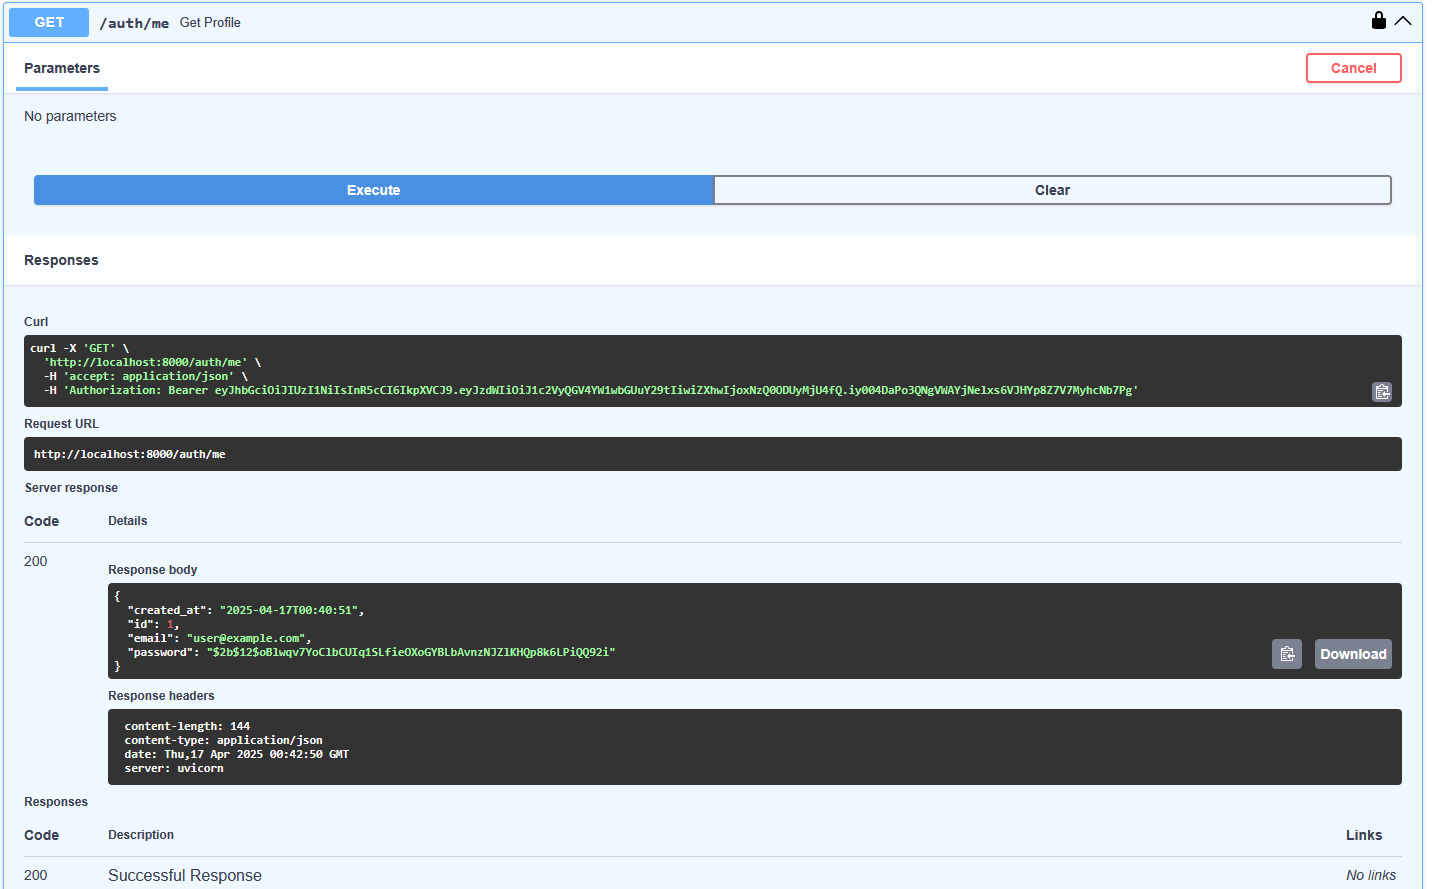 GET /auth/me Get Profile
Parameters
Cancel
No parameters
Execute
Clear
Responses
Curl
curl -X 'GET' \
'http://localhost:8000/auth/me' \
-H 'accept: application/json' \
-H 'Authorization: Bearer eyJhbGciOiJIUzI1NiIsInR5cCI6IkpXVCJ9.eyJzdWIiOiJ1c2VyQGV4YW1wbGUuY29tIiwiZXhwIjoxNzQ0ODUyMjU4fQ.iy004DaPo3QNgVWAYjNelxs6VJHYp8Z7V7MyhcNb7Pg'
Request URL
http://localhost:8000/auth/me
Server response
Code Details
200
Response body
{
"created_at": "2025-04-17T00:40:51",
"id": 1,
"email": "user@example.com",
"password": "$2b$12$oBlwqv7YoClbCUIq1SLfieOXoGYBLbAvnzNJZlKHQp8k6LPiQQ92i"
}
Download
Response headers
content-length: 144
content-type: application/json
date: Thu,17 Apr 2025 00:42:50 GMT
server: uvicorn
Responses
Code Description Links
200 Successful Response No links